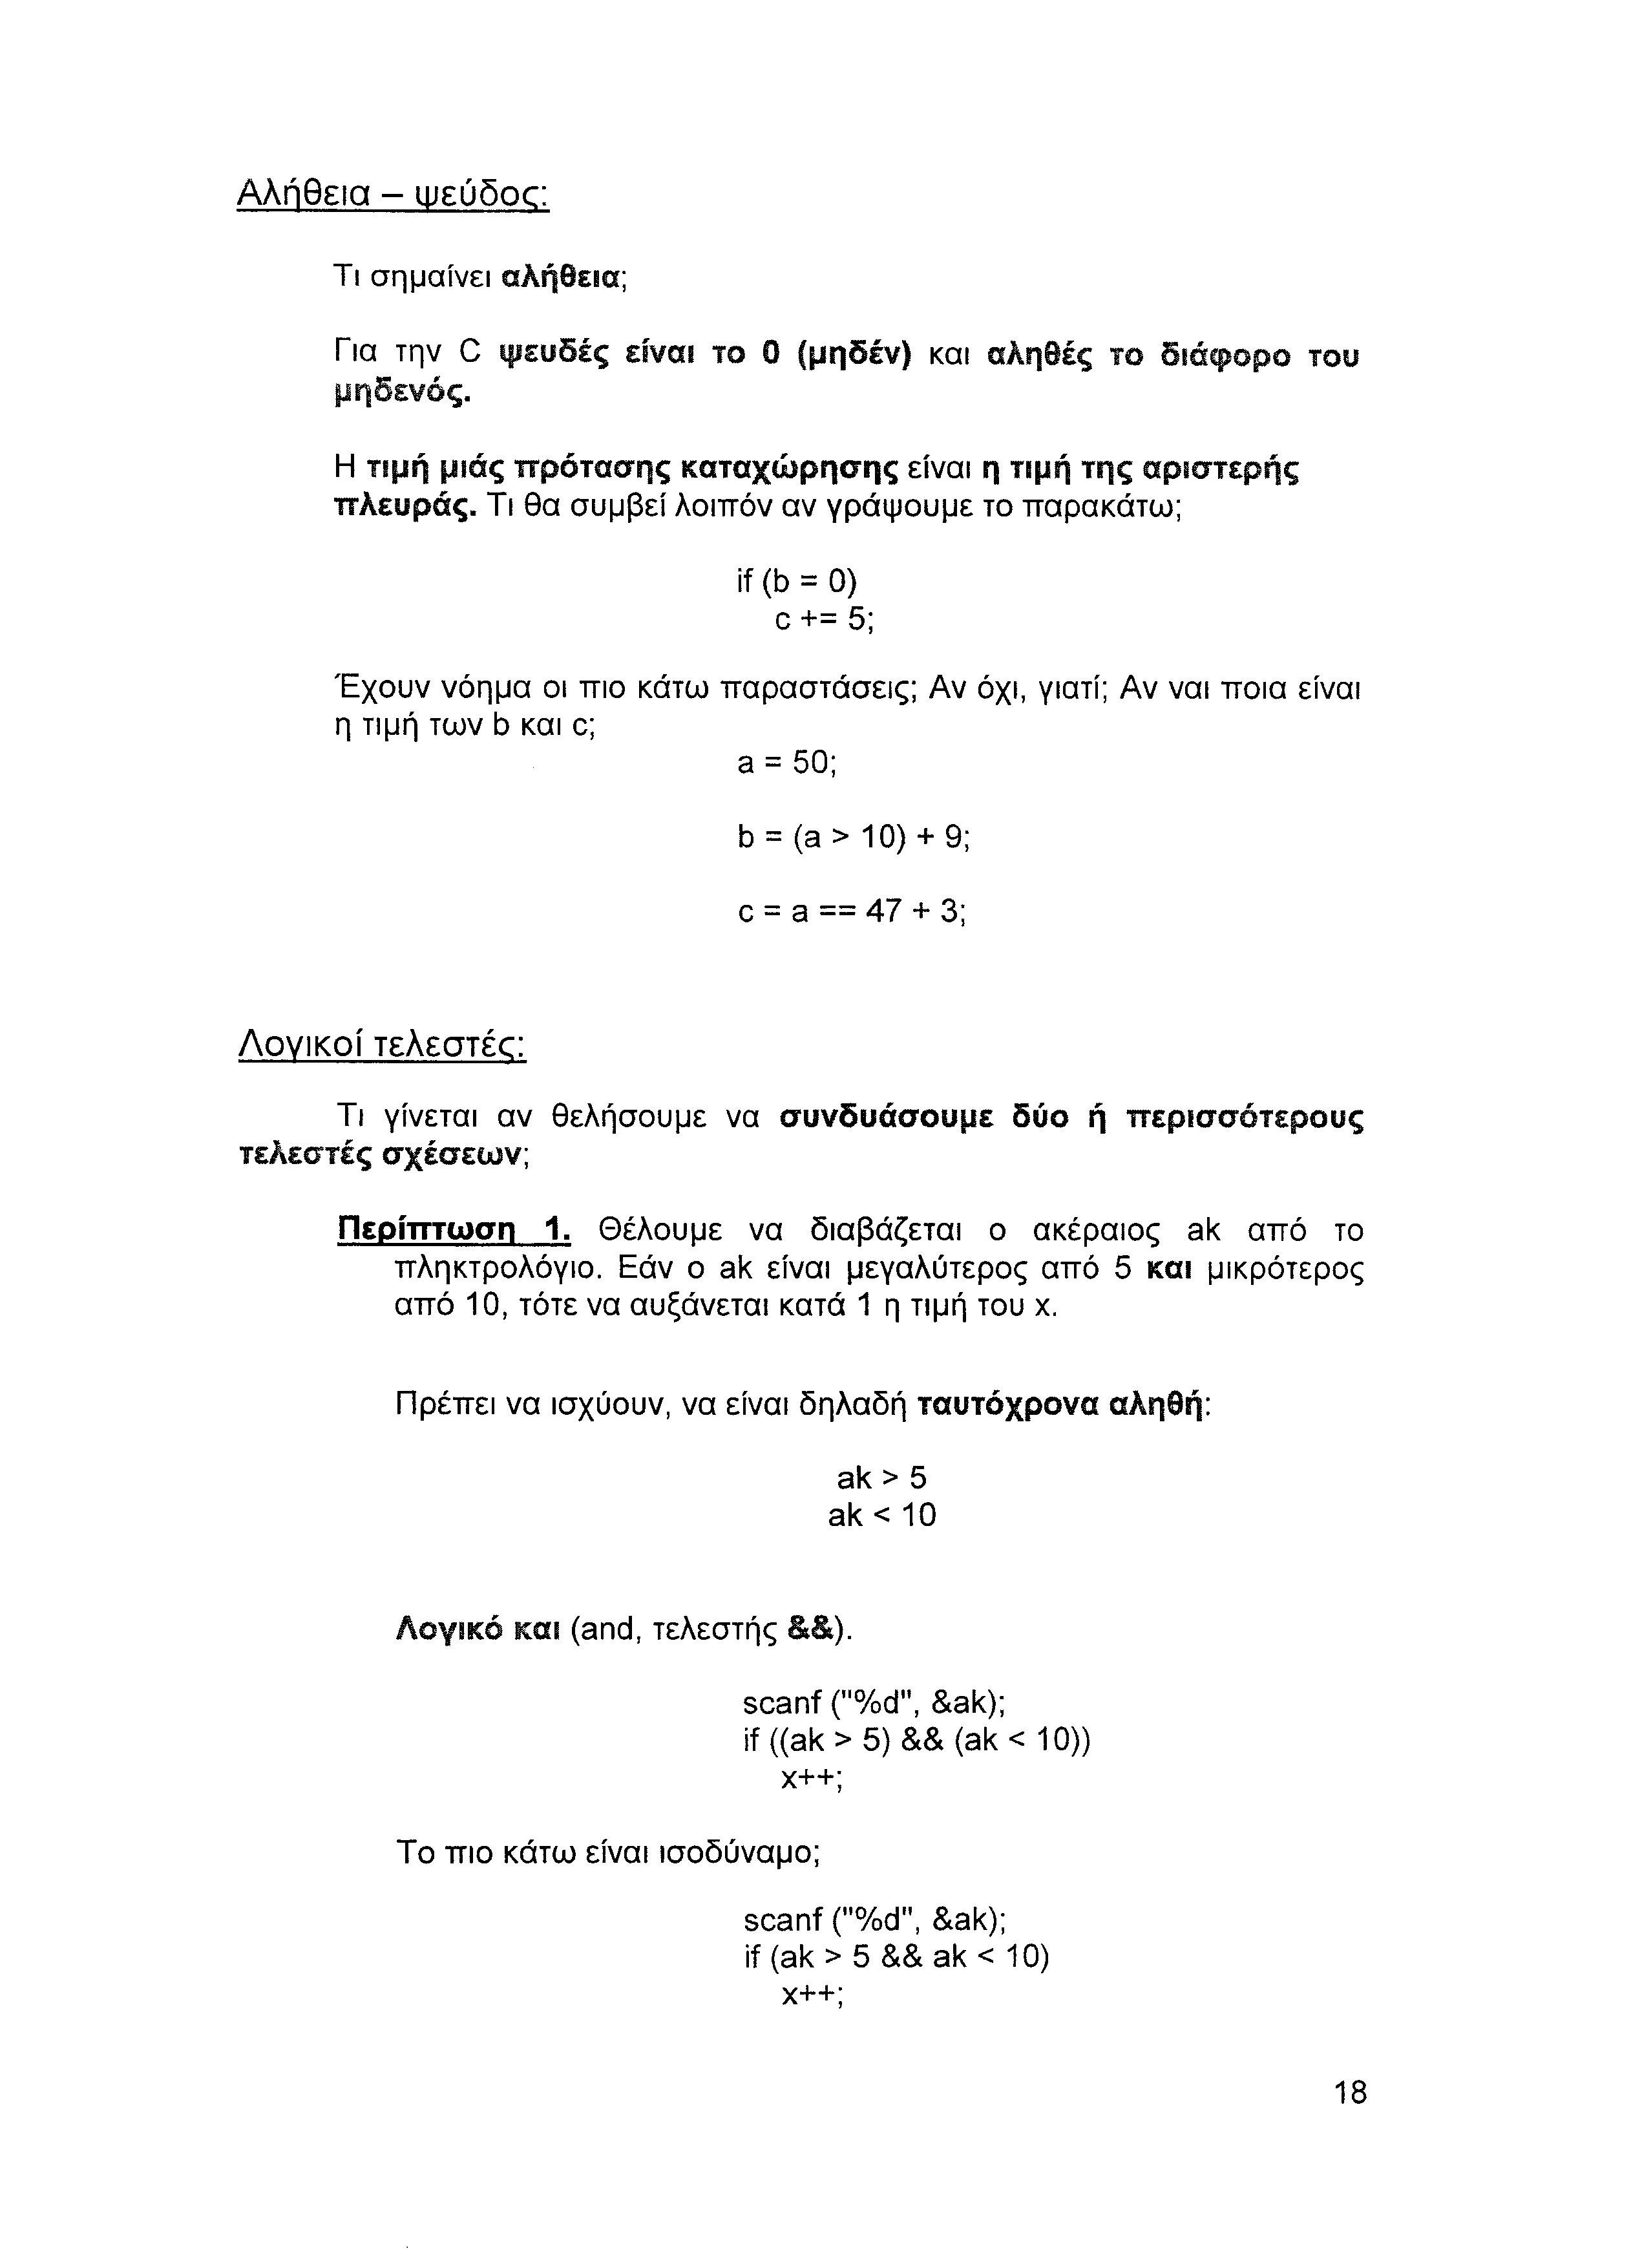 Αλήθεια – ψεύδος:
Τι σημαίνει αλήθεια;
Για την C ψευδές είναι το 0 (μηδέν) και αληθές το διάφορο του
μηδενός.
Η τιμή μιάς πρότασης καταχώρησης είναι η τιμή της αριστερής
πλευράς. Τι θα συμβεί λοιπόν αν γράψουμε το παρακάτω;
if (b = 0)
c += 5;
Έχουν νόημα οι πιο κάτω παραστάσεις; Αν όχι, γιατί; Αν ναι ποια είναι
η τιμή των b και c;
a = 50;
b = (a > 10) + 9;
c = a == 47 + 3;
Λογικοί τελεστές:
Τι γίνεται αν θελήσουμε να συνδυάσουμε δύο ή περισσότερους
τελεστές σχέσεων;
Περίπτωση 1. Θέλουμε να διαβάζεται ο ακέραιος ak από το
πληκτρολόγιο. Εάν ο ak είναι μεγαλύτερος από 5 και μικρότερος
από 10, τότε να αυξάνεται κατά 1 η τιμή του x.
Πρέπει να ισχύουν, να είναι δηλαδή ταυτόχρονα αληθή:
ak > 5
ak < 10
Λογικό και (and, τελεστής &&).
scanf ("%d", &ak);
if ((ak > 5) && (ak < 10))
x++;
Το πιο κάτω είναι ισοδύναμο;
scanf ("%d", &ak);
if (ak > 5 && ak < 10)
x++;
18